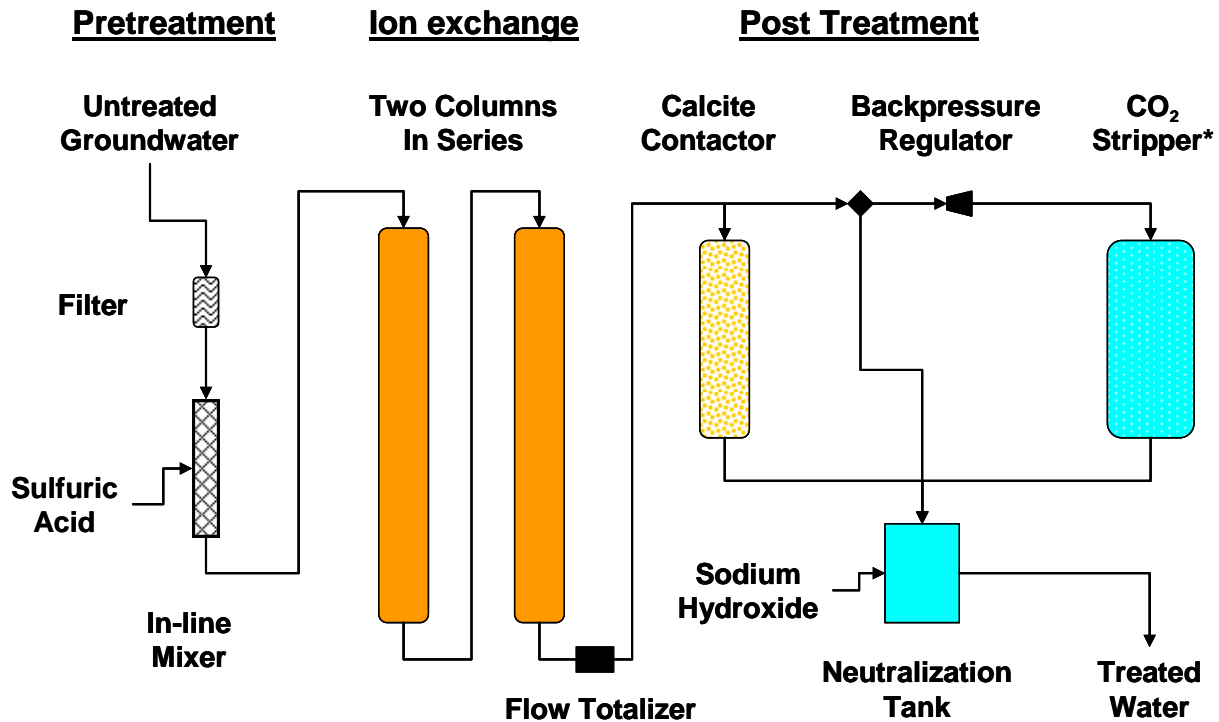 Pretreatment
Ion exchange
Post Treatment
Untreated
Groundwater
Two Columns
In Series
Calcite
Contactor
Backpressure
Regulator
CO₂
Stripper*
Filter
Sulfuric
Acid
In-line
Mixer
Flow Totalizer
Sodium
Hydroxide
Neutralization
Tank
Treated
Water